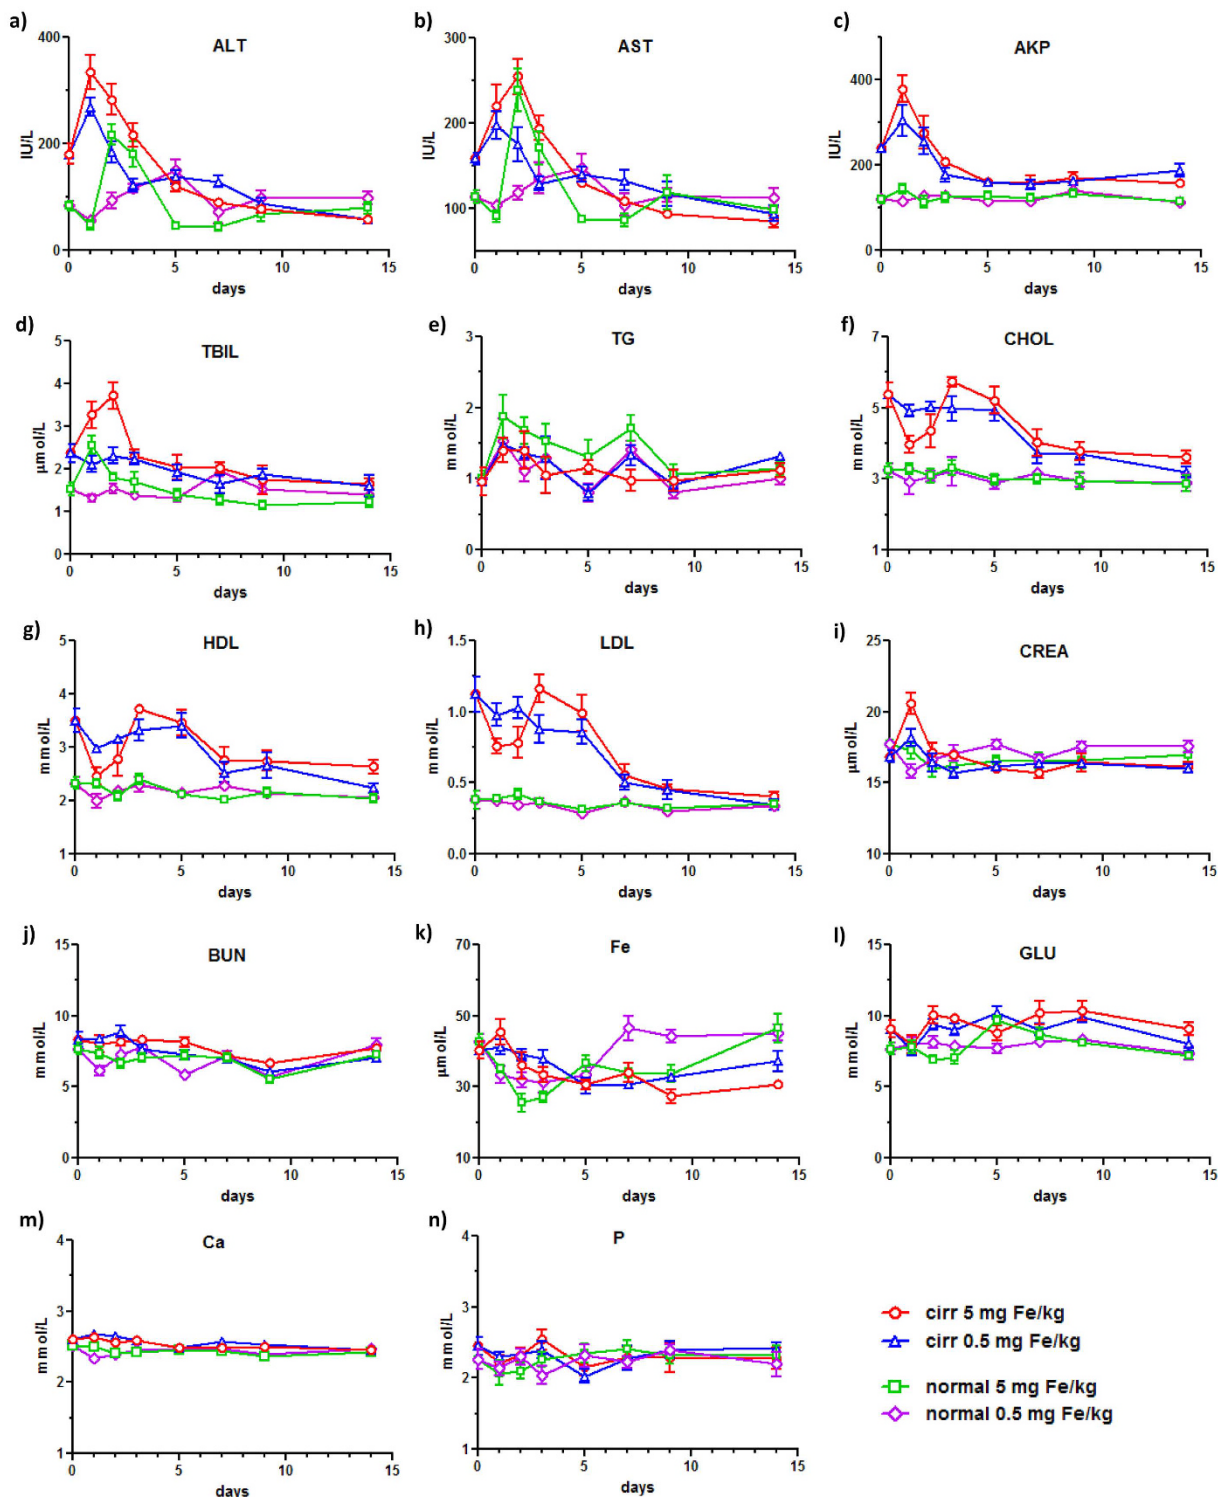 a)
ALT
400
200
0
IU/L
0 5 10 15
days
b)
AST
300
200
100
IU/L
0 5 10 15
days
c)
AKP
400
200
0
IU/L
0 5 10 15
days
d)
TBIL
5
4
3
2
1
0
µmol/L
0 5 10 15
days
e)
TG
3
2
1
0
mmol/L
0 5 10 15
days
f)
CHOL
7
5
3
1
mmol/L
0 5 10 15
days
g)
HDL
5
4
3
2
1
mmol/L
0 5 10 15
days
h)
LDL
1.5
1.0
0.5
0.0
mmol/L
0 5 10 15
days
i)
CREA
25
20
15
10
µmol/L
0 5 10 15
days
j)
BUN
15
10
5
0
mmol/L
0 5 10 15
days
k)
Fe
70
50
30
10
µmol/L
0 5 10 15
days
l)
GLU
15
10
5
0
mmol/L
0 5 10 15
days
m)
Ca
4
3
2
1
mmol/L
0 5 10 15
days
n)
P
4
3
2
1
mmol/L
0 5 10 15
days
cirr 5 mg Fe/kg
cirr 0.5 mg Fe/kg
normal 5 mg Fe/kg
normal 0.5 mg Fe/kg